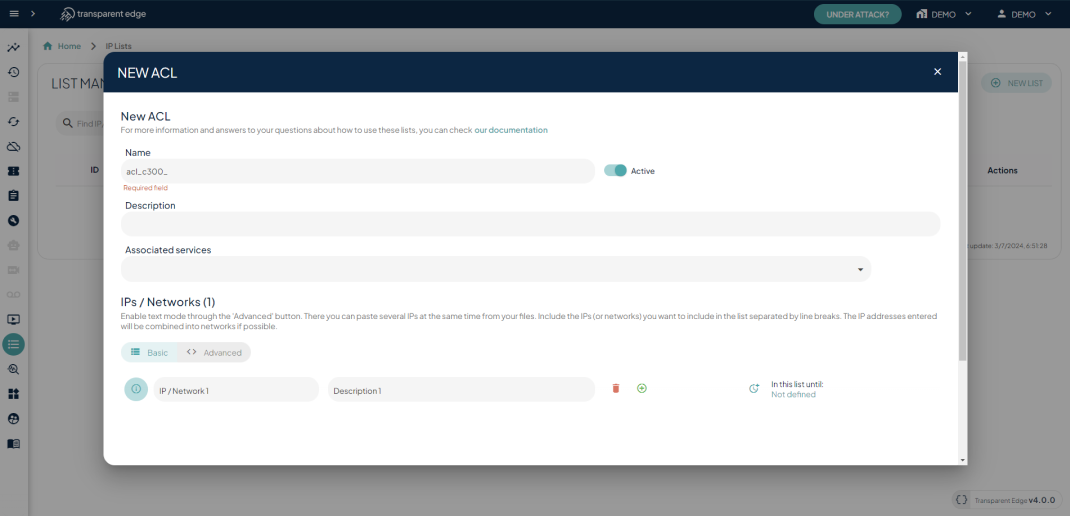 transparent edge
UNDER ATTACK?
DEMO
DEMO
Home
IP Lists
LIST MAN
NEW LIST
NEW ACL
New ACL
For more information and answers to your questions about how to use these lists, you can check our documentation
Find IP/
Name
acl_c300_
Active
ID
Actions
Required field
Description
update: 3/7/2024, 6:51:28
Associated services
IPs / Networks (1)
Enable text mode through the 'Advanced' button. There you can paste several IPs at the same time from your files. Include the IPs (or networks) you want to include in the list separated by line breaks. The IP addresses entered
will be combined into networks if possible.
Basic
Advanced
IP / Network 1
Description 1
In this list until:
Not defined
Transparent Edge v4.0.0